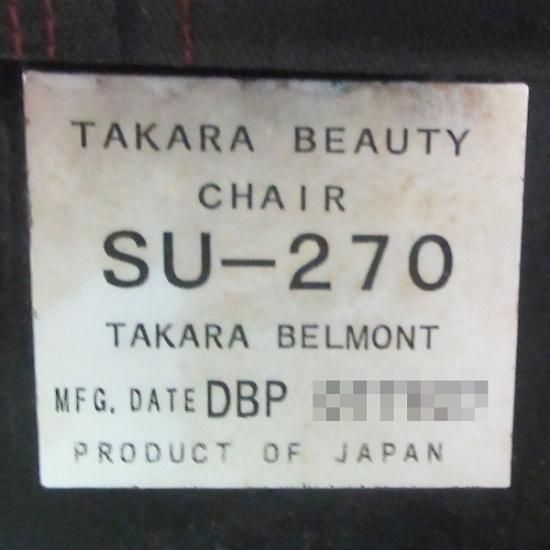 TAKARA BEAUTY
CHAIR
SU-270
TAKARA BELMONT
MFG. DATE DBP
PRODUCT OF JAPAN